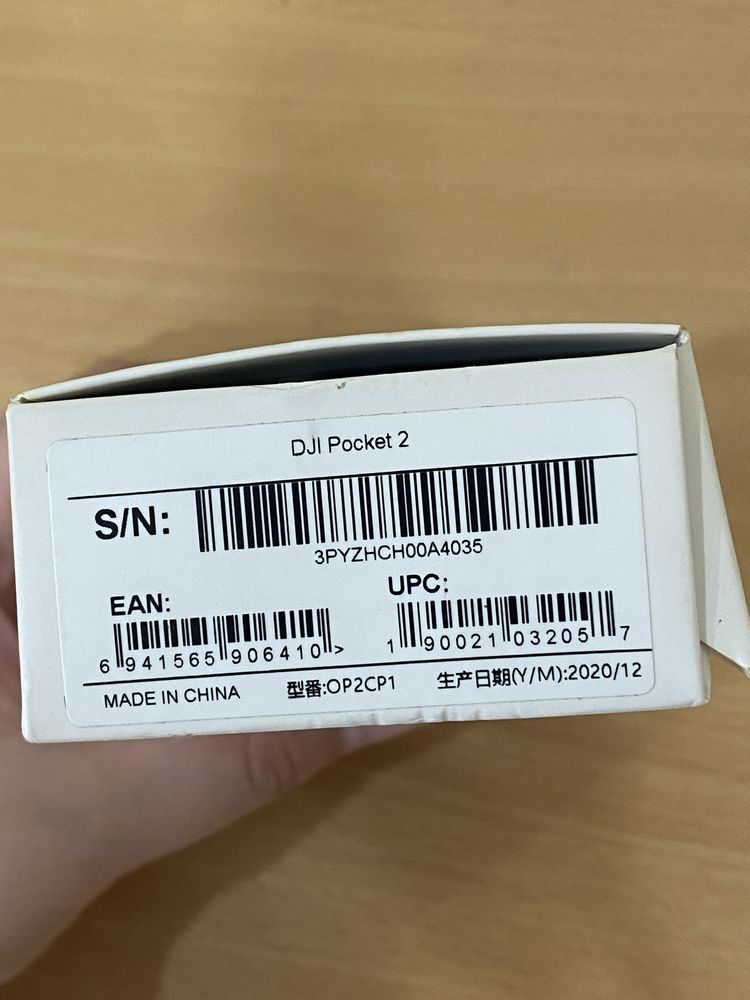 DJI Pocket 2
S/N:
3PYZHCH00A4035
EAN:
6 941565 906410 >
UPC:
1 90021 03205 7
MADE IN CHINA 型番:OP2CP1 生产日期(Y/M):2020/12